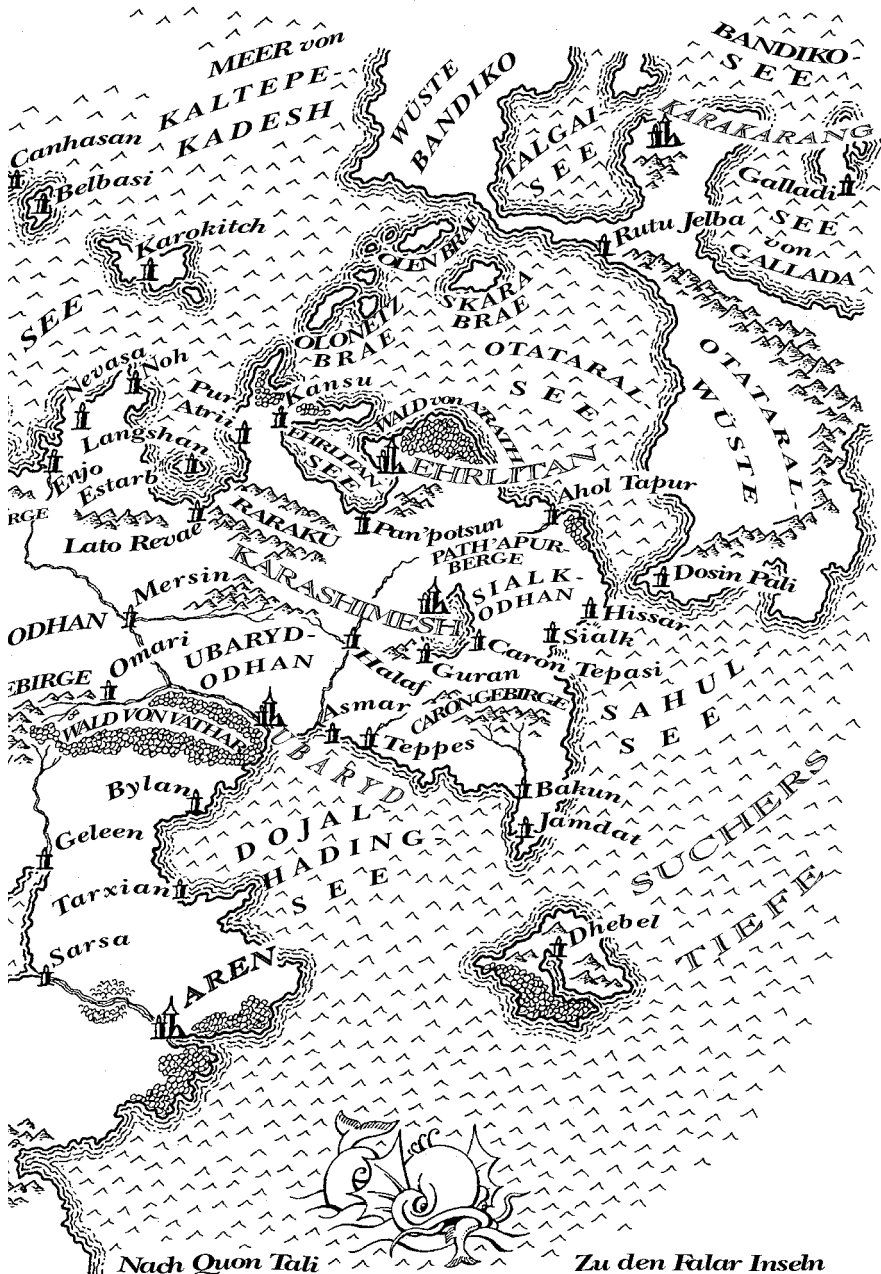 MEER von
KALTEPE-
KADESH
WÜSTE
BANDIKO
BANDIKO-
SEE
TALGAI
SEE
KARAKARANG
Canhasan
Belbasi
Galladi
Karokitch
Rutu Jelba
SEE
von
GALLADA
OLEN BRAE
SKARA
BRAE
SEE
OLONEIZ
BRAE
OTATARAL
SEE
OTATARAL-
WÜSTE
Nevasa
Noh
Pur
Atrii
Kansu
WALD von A'RATH
Langshan
EHRLITAN
SEE
EHRLITAN
Enjo
Estarb
Ahol Tapur
RGE
Lato Revae
RARAKU
Pan'potsun
PATH'APUR-
BERGE
Dosin Pali
KARASHIMESH
SIALK-
ODHAN
Mersin
Hissar
ODHAN
Sialk
UBARYD-
ODHAN
Omari
Halaf
Guran
Caron Tepasi
EBIRGE
CARONGEBIRGE
SAHUL
SEE
WALD VON VATHAR
Asmar
Teppes
UBARYD
Bylan
Bakun
Jamdat
Geleen
DOJAL-
HADING-
SEE
SUCHERS
TIEFE
Tarxian
Dhebel
Sarsa
AREN
Nach Quon Tali
Zu den Falar Inseln